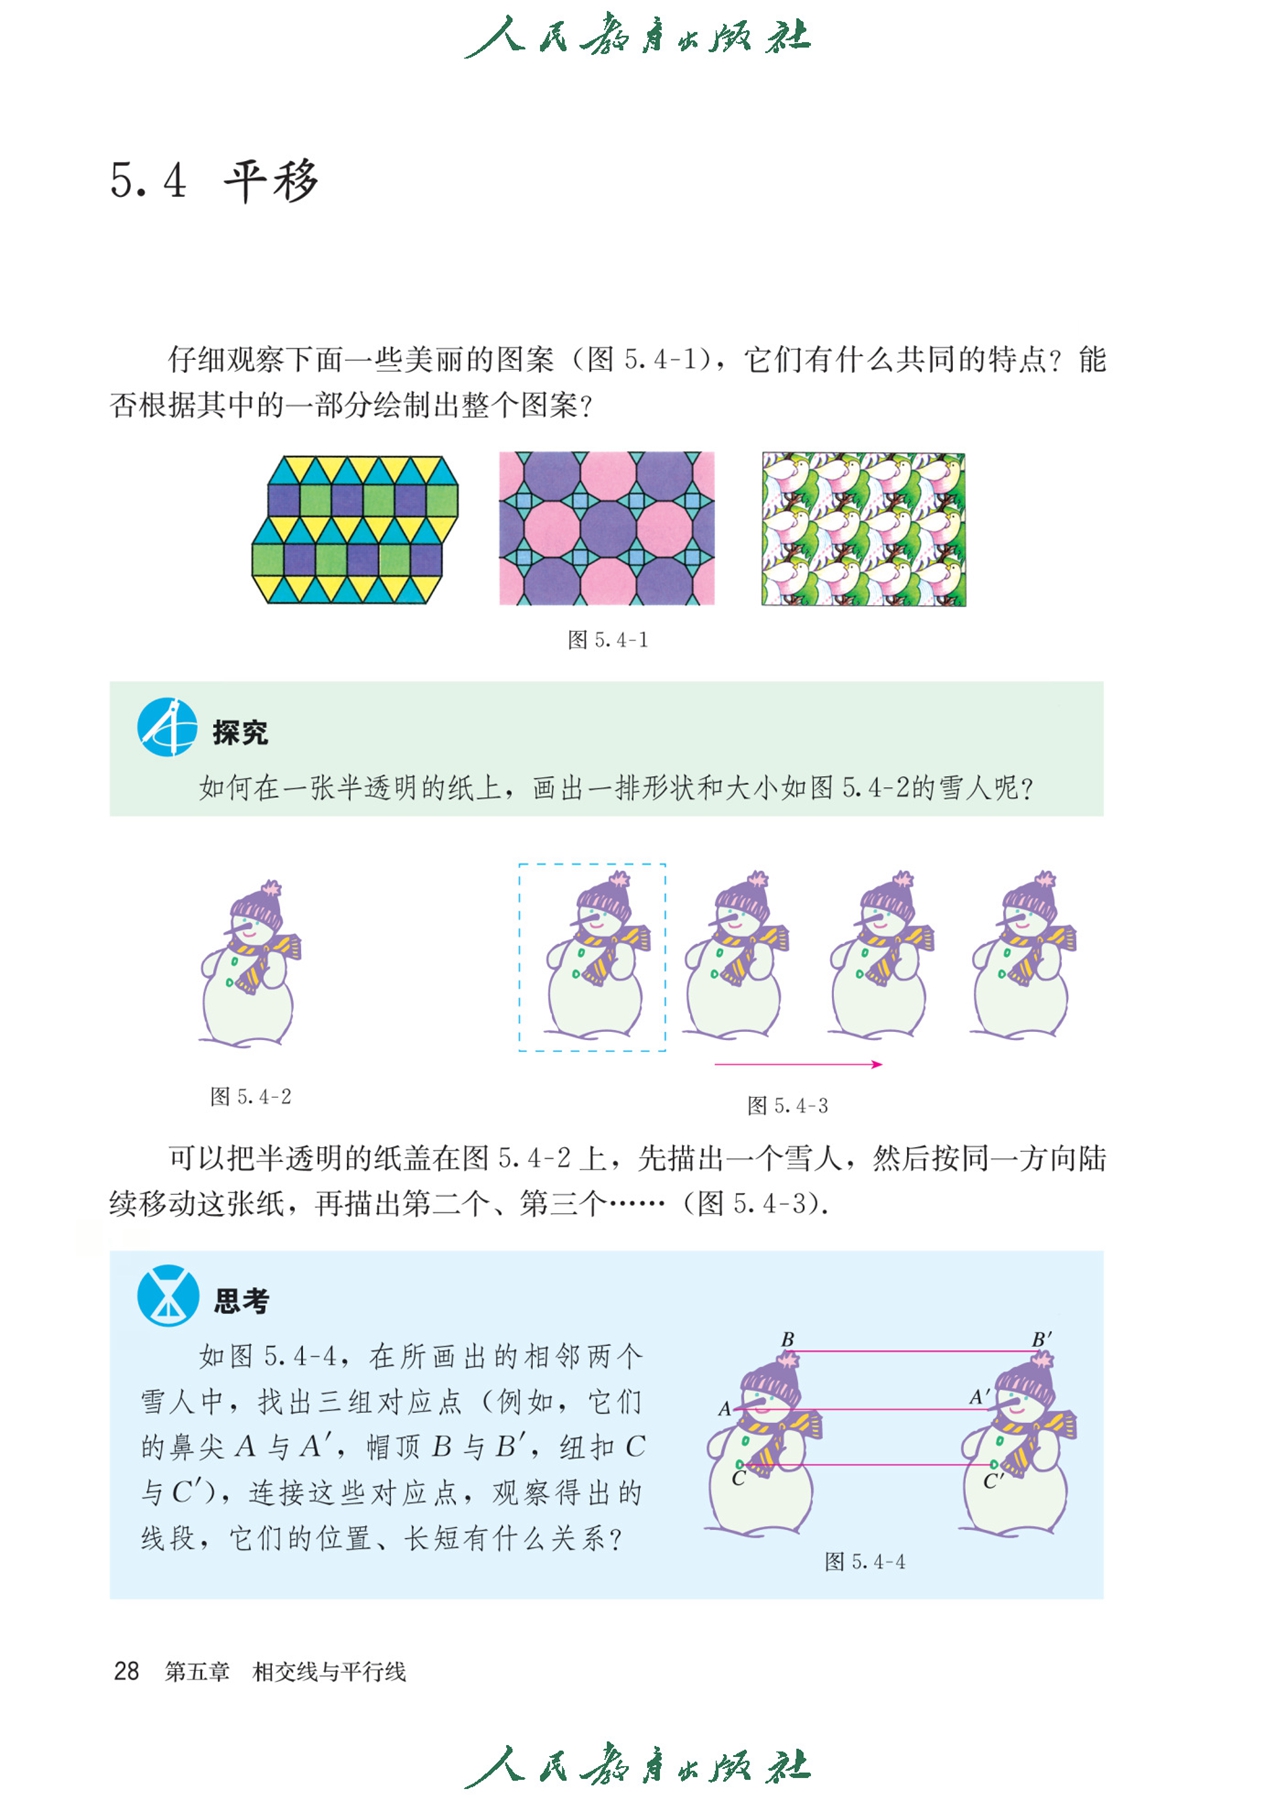 人民教育出版社
5.4 平移
仔细观察下面一些美丽的图案（图 5.4-1），它们有什么共同的特点？能
否根据其中的一部分绘制出整个图案？
图 5.4-1
探究
如何在一张半透明的纸上，画出一排形状和大小如图 5.4-2的雪人呢？
图 5.4-2
图 5.4-3
可以把半透明的纸盖在图 5.4-2 上，先描出一个雪人，然后按同一方向陆
续移动这张纸，再描出第二个、第三个……（图 5.4-3）.
思考
如图 5.4-4，在所画出的相邻两个
雪人中，找出三组对应点（例如，它们
的鼻尖 A 与 A′，帽顶 B 与 B′，纽扣 C
与 C′），连接这些对应点，观察得出的
线段，它们的位置、长短有什么关系？
B B′
A A′
C C′
图 5.4-4
28 第五章 相交线与平行线
人民教育出版社